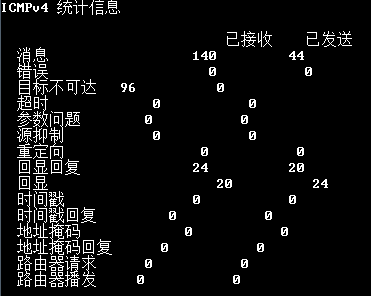 ICMPv4 统计信息
已接收 已发送
消息 140 44
错误 0 0
目标不可达 96 0
超时 0 0
参数问题 0 0
源抑制 0 0
重定向 0 0
回显回复 24 20
回显 20 24
时间戳 0 0
时间戳回复 0 0
地址掩码 0 0
地址掩码回复 0 0
路由器请求 0 0
路由器播发 0 0